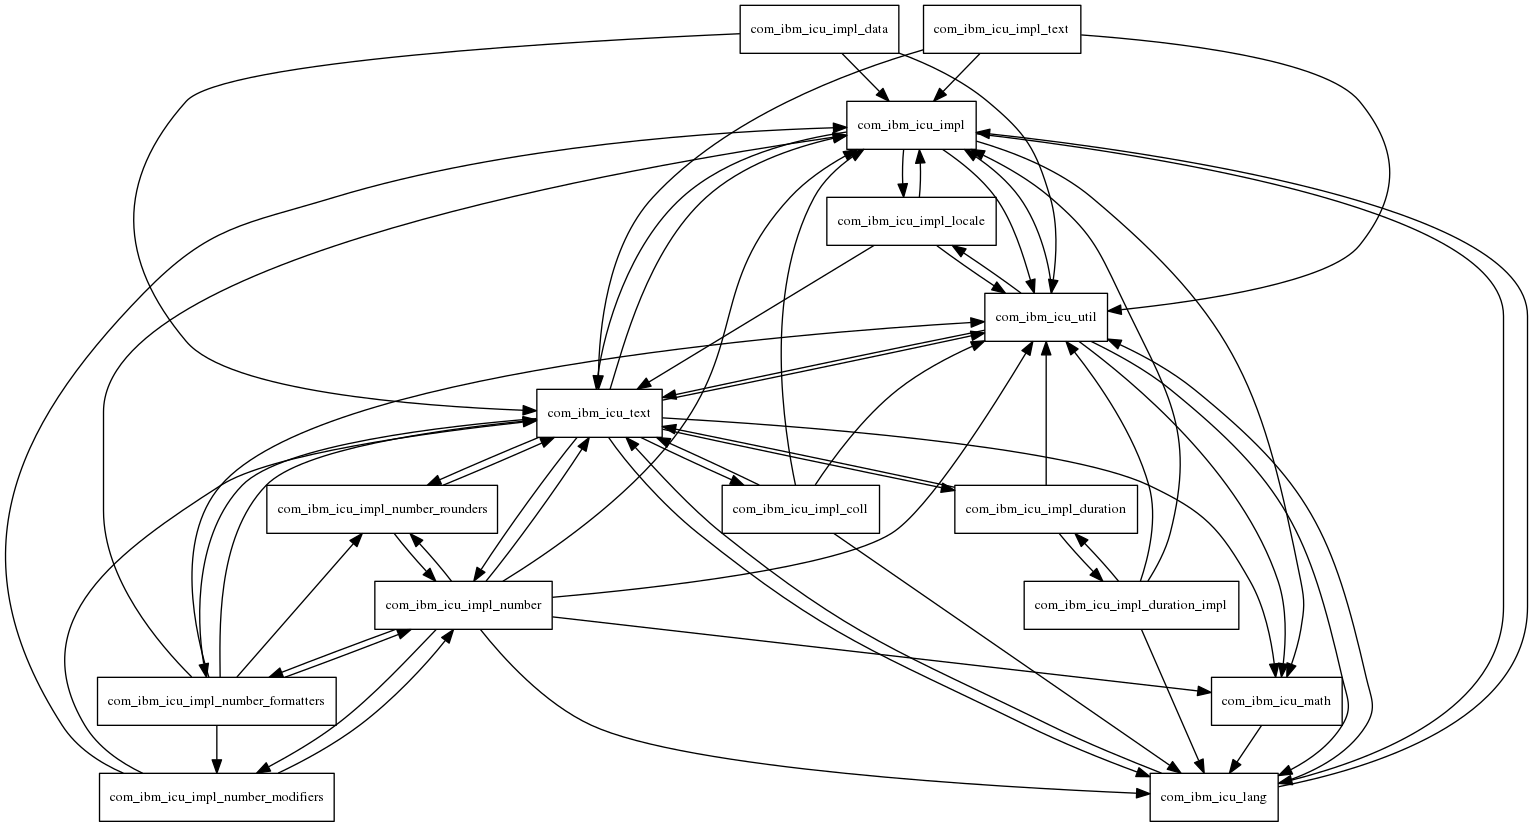 com_ibm_icu_impl_data
com_ibm_icu_impl_text
com_ibm_icu_impl
com_ibm_icu_impl_locale
com_ibm_icu_util
com_ibm_icu_text
com_ibm_icu_impl_number_rounders
com_ibm_icu_impl_coll
com_ibm_icu_impl_duration
com_ibm_icu_impl_number
com_ibm_icu_impl_duration_impl
com_ibm_icu_impl_number_formatters
com_ibm_icu_math
com_ibm_icu_impl_number_modifiers
com_ibm_icu_lang